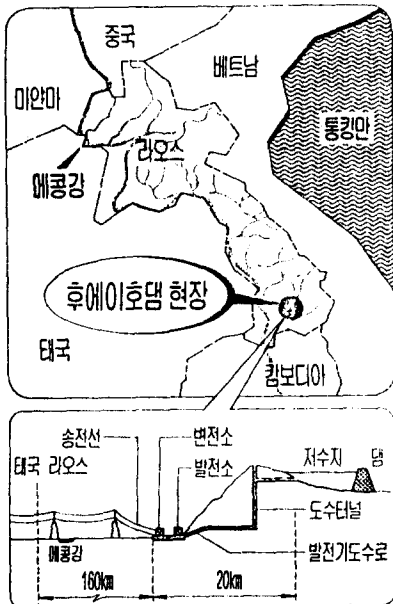 중국
베트남
미얀마
통킹만
라오스
메콩강
후에이호댐 현장
태국
캄보디아
송전선
변전소
저수지 댐
태국 라오스
발전소
도수터널
메콩강
발전기도수로
160km
20km